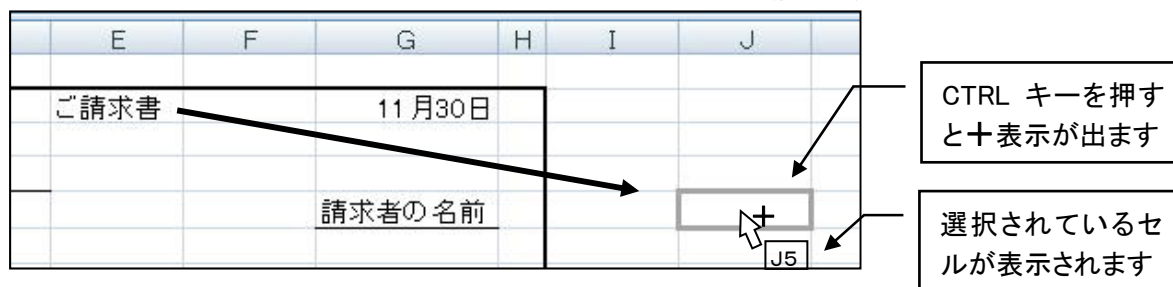 E F G H I J
ご請求書 11月30日
CTRL キーを押す
と＋表示が出ます
請求者の名前
J5
選択されているセ
ルが表示されます